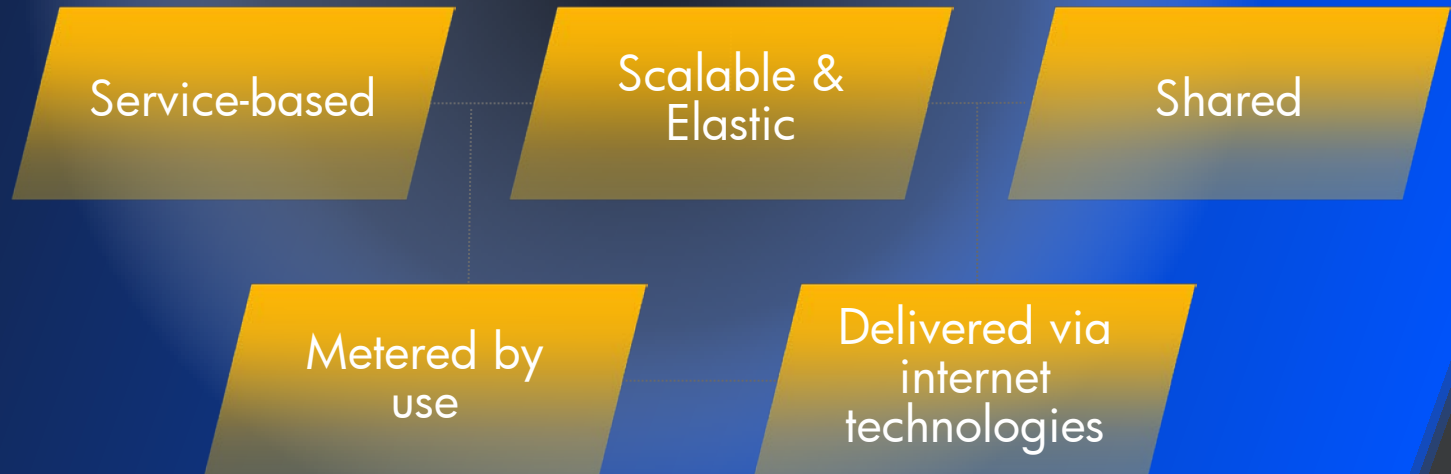 Service-based
Scalable &
Elastic
Shared
Metered by
use
Delivered via
internet
technologies